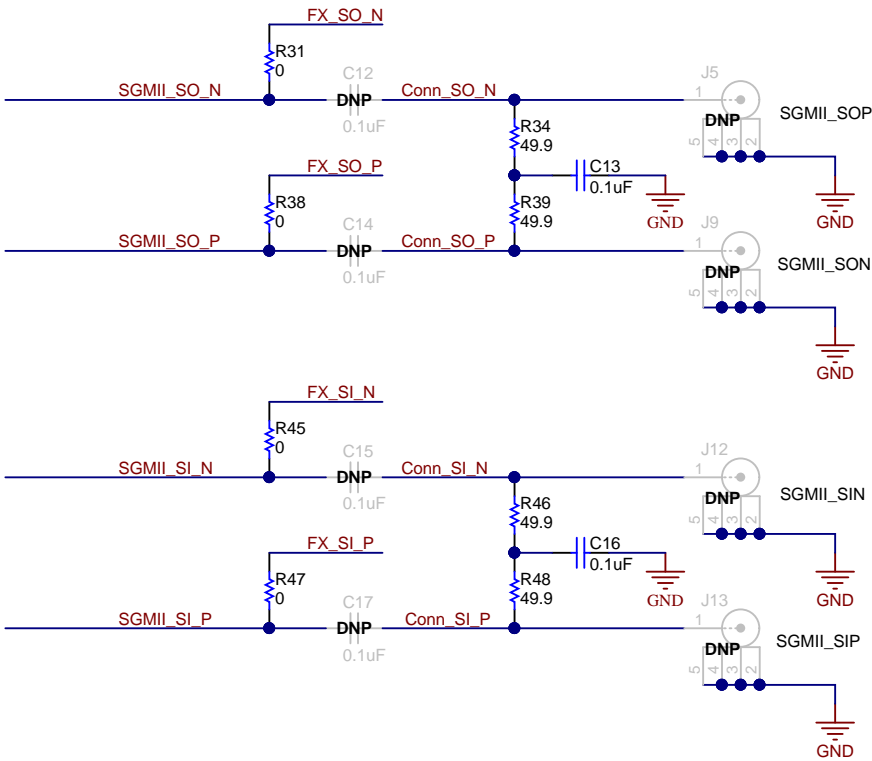 FX_SO_N
R31
0
C12
J5
SGMII_SO_N
DNP
Conn_SO_N
1
0.1uF
SGMII_SOP
DNP
R34
49.9
5
4
3
2
FX_SO_P
C13
0.1uF
R38
0
R39
49.9
GND
GND
C14
J9
SGMII_SO_P
DNP
Conn_SO_P
1
0.1uF
SGMII_SON
DNP
5
4
3
2
GND
FX_SI_N
R45
0
C15
J12
SGMII_SI_N
DNP
Conn_SI_N
1
0.1uF
SGMII_SIN
DNP
R46
49.9
5
4
3
2
FX_SI_P
C16
0.1uF
R47
0
R48
49.9
GND
GND
C17
J13
SGMII_SI_P
DNP
Conn_SI_P
1
0.1uF
SGMII_SIP
DNP
5
4
3
2
GND